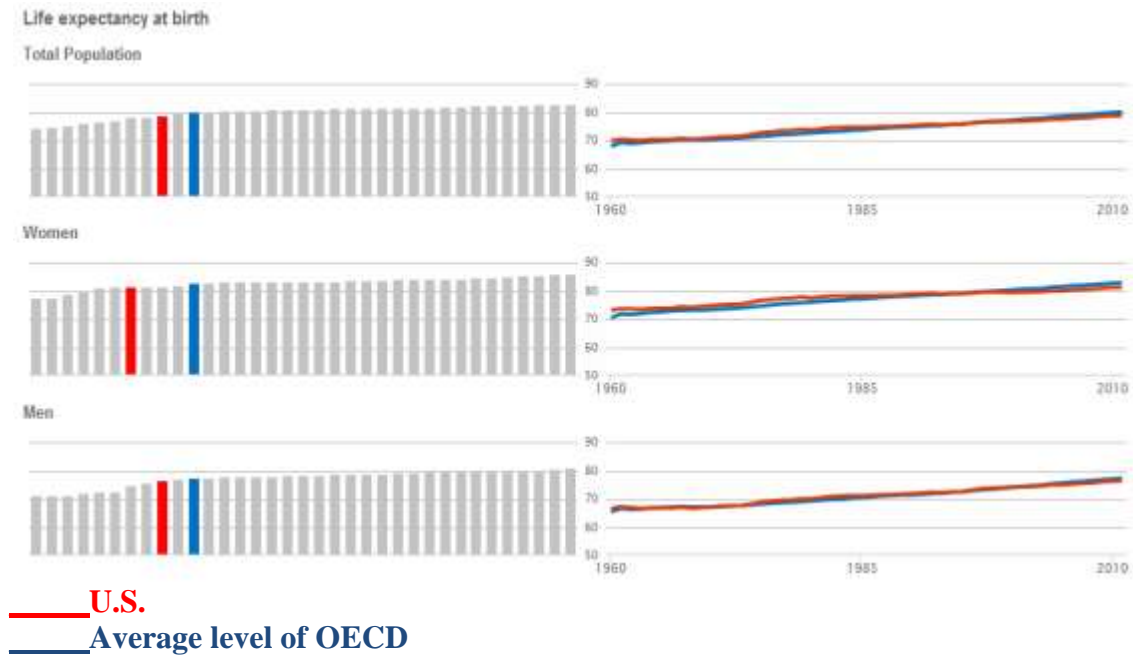 Life expectancy at birth
Total Population
90
80
70
60
50
1960 1985 2010
Women
90
80
70
60
50
1960 1985 2010
Men
90
80
70
60
50
1960 1985 2010
U.S.
Average level of OECD